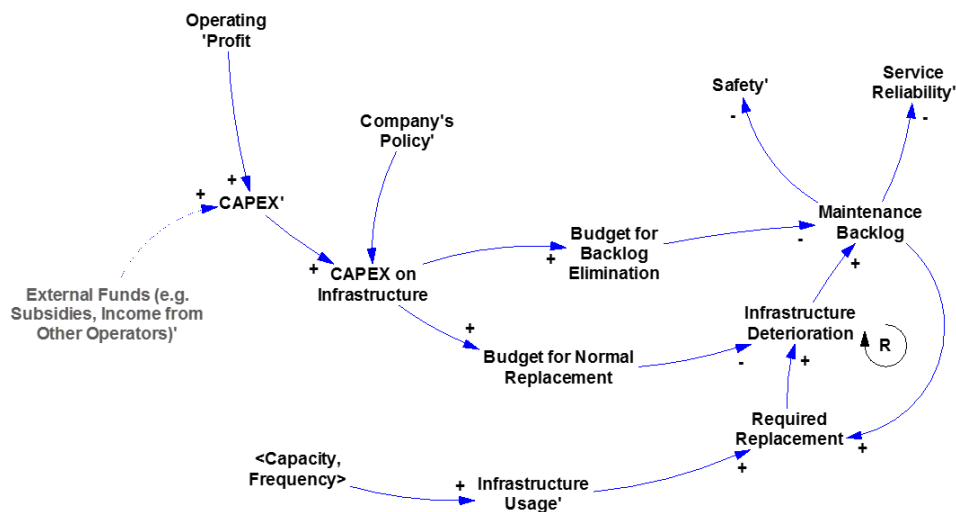 Operating
'Profit
Safety'
Service
Reliability'
Company's
Policy'
-
-
+
+
CAPEX'
Maintenance
Backlog
Budget for
Backlog
Elimination
-
+
+
+
CAPEX on
Infrastructure
External Funds (e.g.
Subsidies, Income from
Other Operators)'
Infrastructure
Deterioration
R
+
Budget for Normal
Replacement
-
+
Required
Replacement
+
+
<Capacity,
Frequency>
+
Infrastructure
Usage'